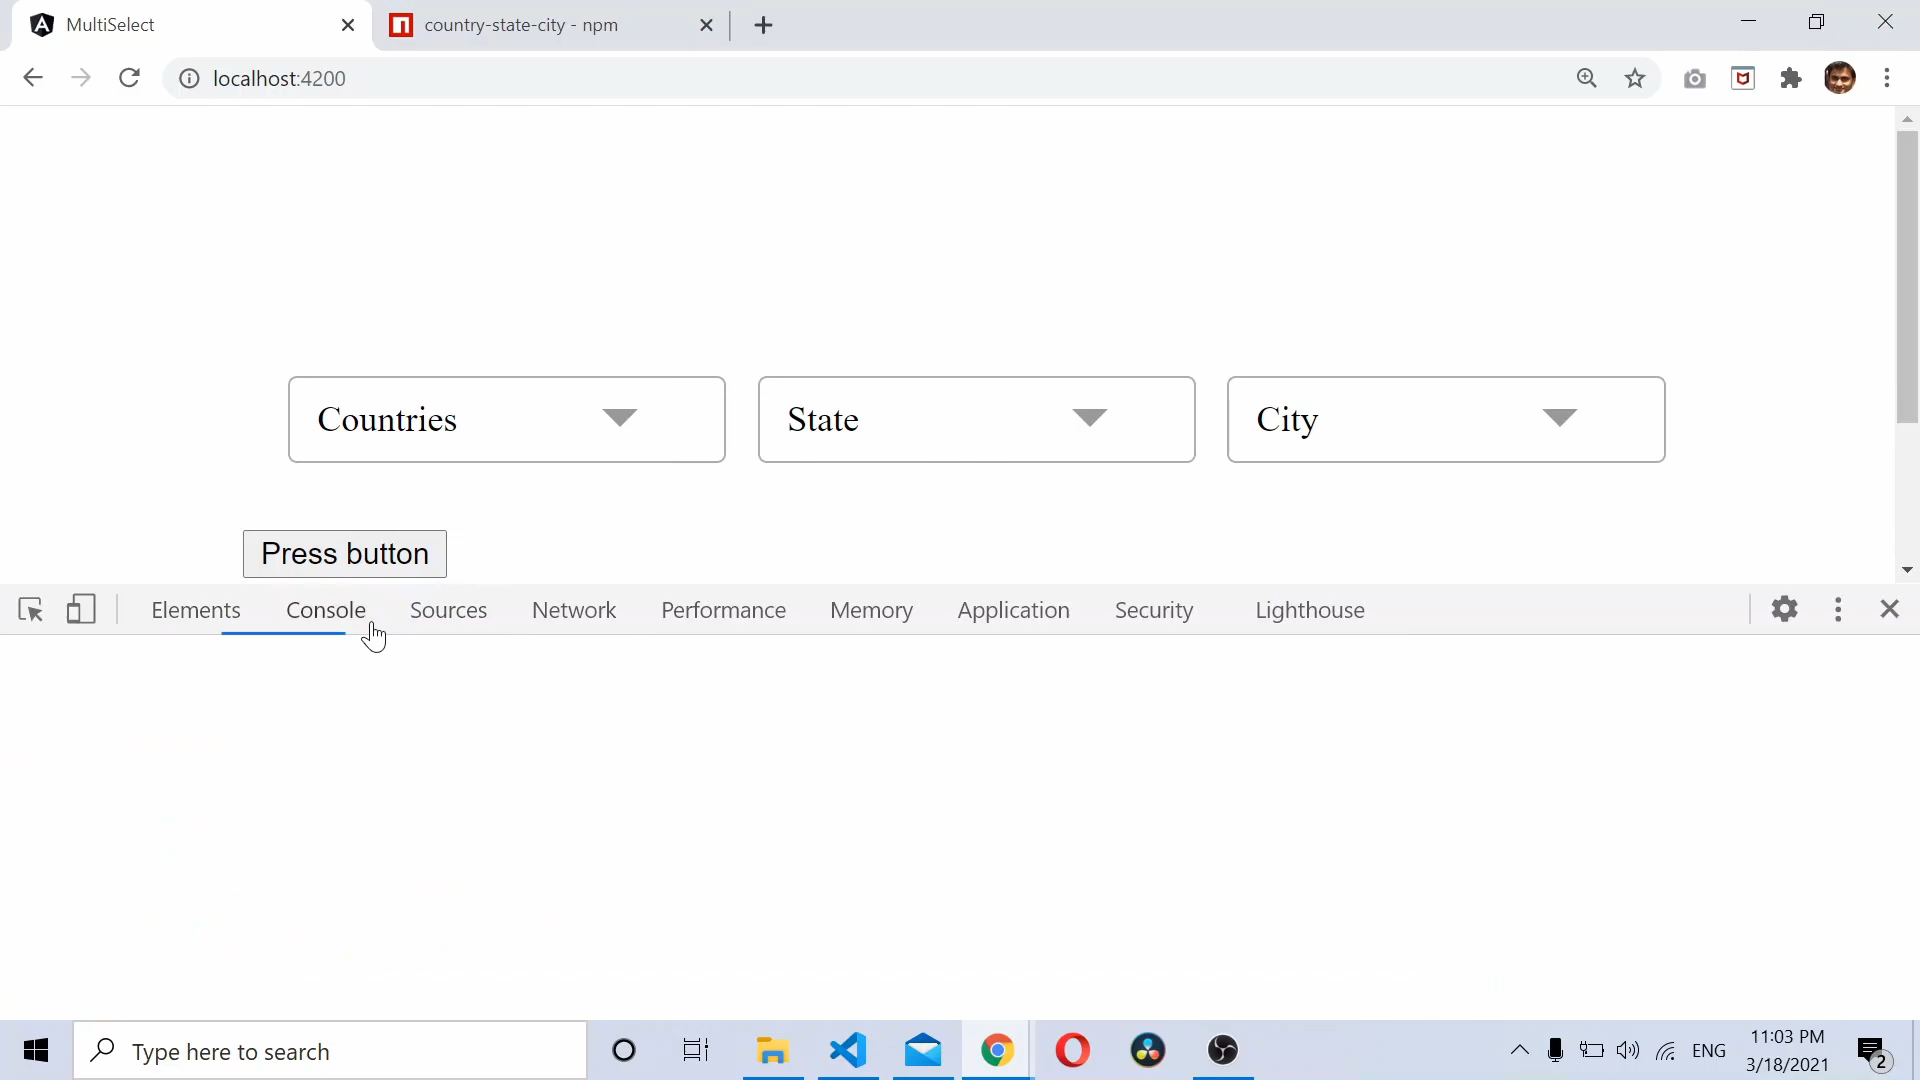 MultiSelect
country-state-city - npm
localhost:4200
Countries
State
City
Press button
Elements Console Sources Network Performance Memory Application Security Lighthouse
Type here to search
ENG
11:03 PM
3/18/2021
2